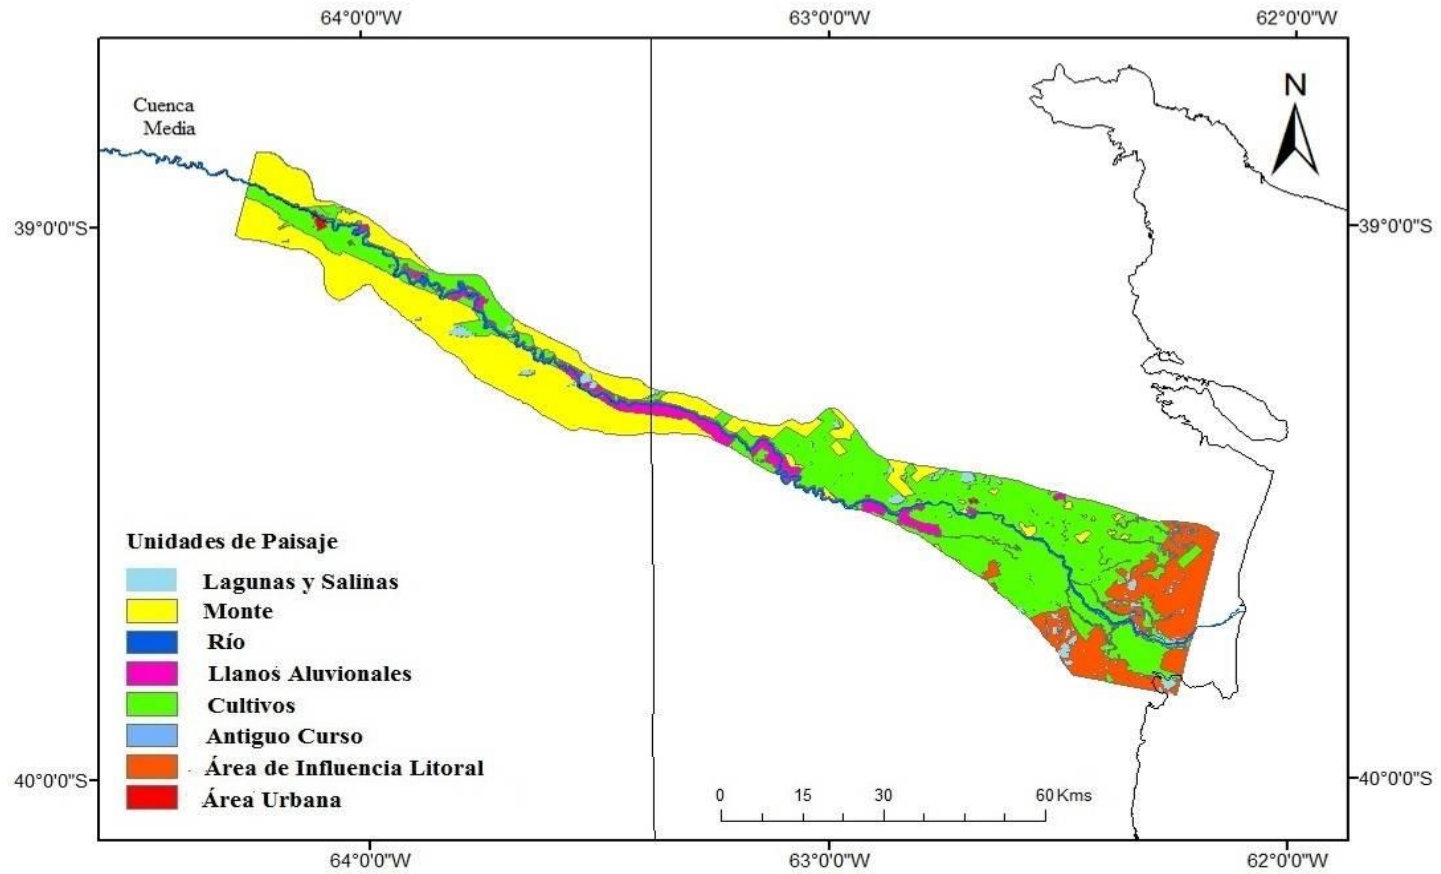 64°0'0"W 63°0'0"W 62°0'0"W
Cuenca
Media
N
39°0'0"S 39°0'0"S
Unidades de Paisaje
Lagunas y Salinas
Monte
Río
Llanos Aluvionales
Cultivos
Antiguo Curso
Área de Influencia Litoral
Área Urbana
40°0'0"S 40°0'0"S
0 15 30 60 Kms
64°0'0"W 63°0'0"W 62°0'0"W